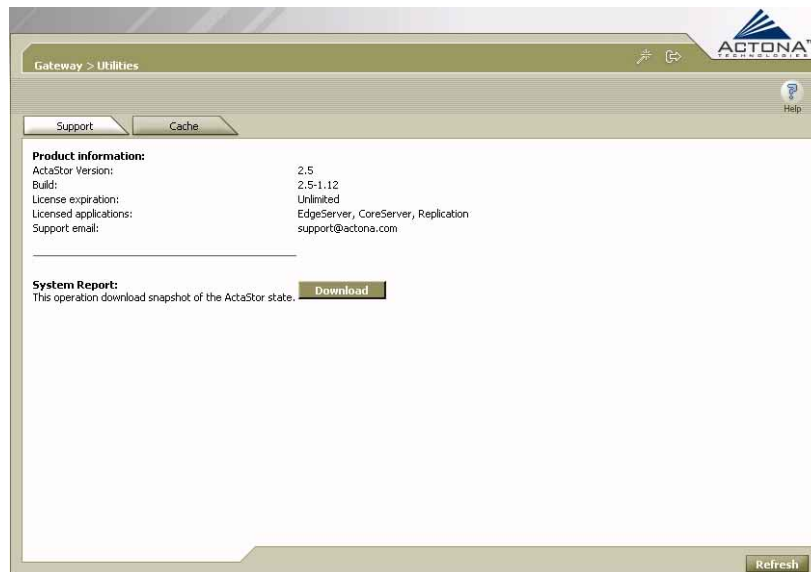 ACTONA™
TECHNOLOGIES
Gateway > Utilities
Help
Support
Cache
Product information:
ActaStor Version: 2.5
Build: 2.5-1.12
License expiration: Unlimited
Licensed applications: EdgeServer, CoreServer, Replication
Support email: support@actona.com
System Report:
This operation download snapshot of the ActaStor state. Download
Refresh